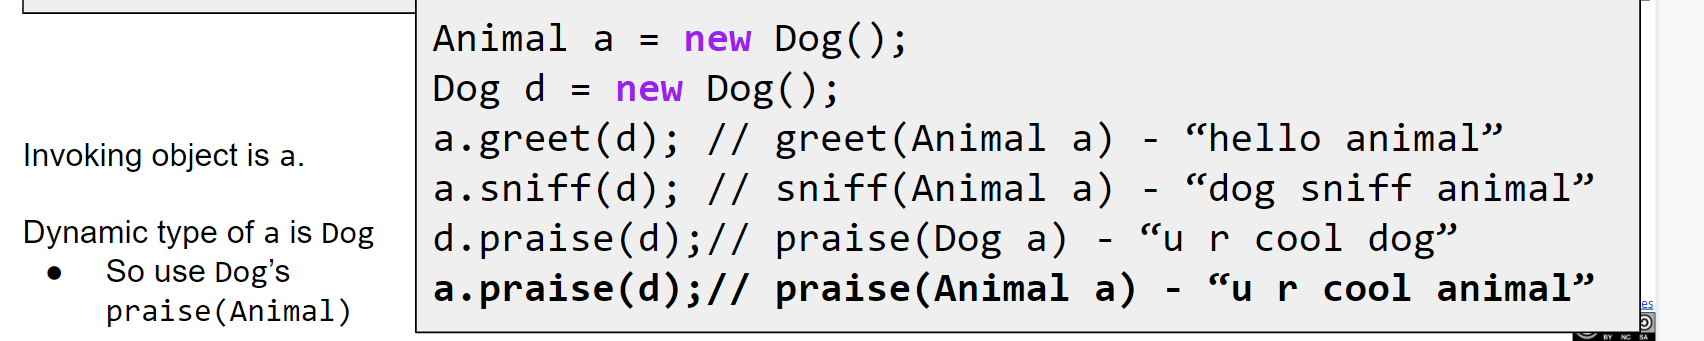 Animal a = new Dog();
Dog d = new Dog();
a.greet(d); // greet(Animal a) - “hello animal”
a.sniff(d); // sniff(Animal a) - “dog sniff animal”
d.praise(d);// praise(Dog a) - “u r cool dog”
a.praise(d);// praise(Animal a) - “u r cool animal”
Invoking object is a.
Dynamic type of a is Dog
● So use Dog’s
praise(Animal)
es
BY NC SA